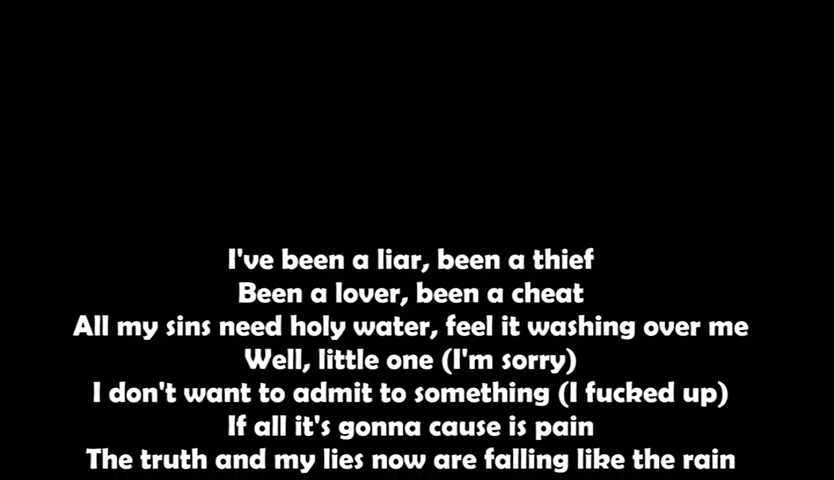 I've been a liar, been a thief
Been a lover, been a cheat
All my sins need holy water, feel it washing over me
Well, little one (I'm sorry)
I don't want to admit to something (I fucked up)
If all it's gonna cause is pain
The truth and my lies now are falling like the rain